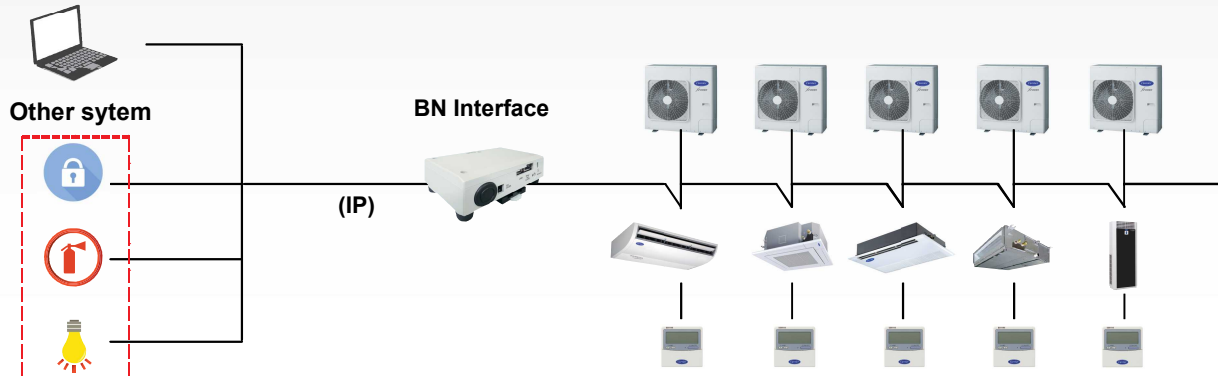 Other sytem
BN Interface
(IP)